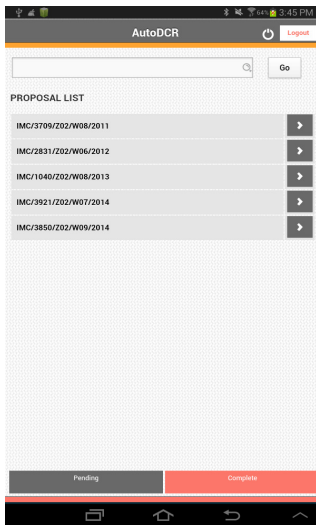 64% 3:45 PM
AutoDCR
Logout
Go
PROPOSAL LIST
IMC/3709/Z02/W08/2011
IMC/2831/Z02/W06/2012
IMC/1040/Z02/W08/2013
IMC/3921/Z02/W07/2014
IMC/3850/Z02/W09/2014
Pending Complete